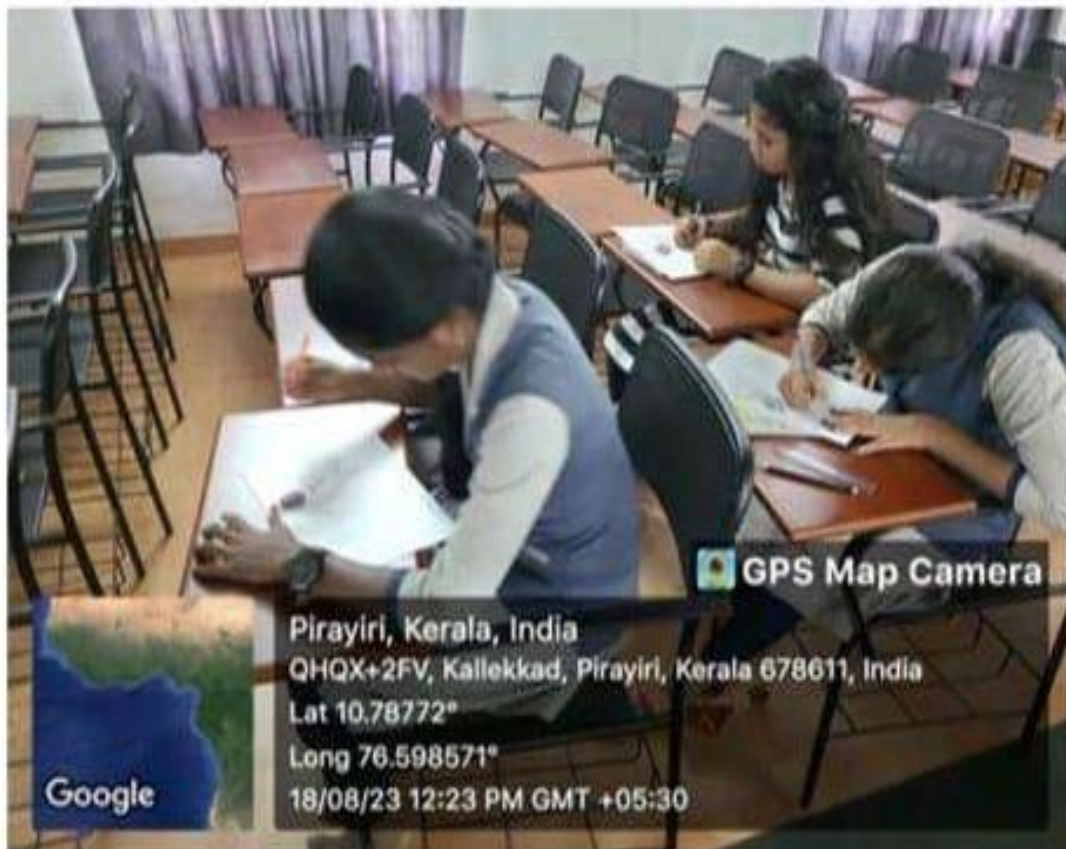 GPS Map Camera
Pirayiri, Kerala, India
QHQX+2FV, Kallekkad, Pirayiri, Kerala 678611, India
Lat 10.78772°
Long 76.598571°
18/08/23 12:23 PM GMT +05:30
Google